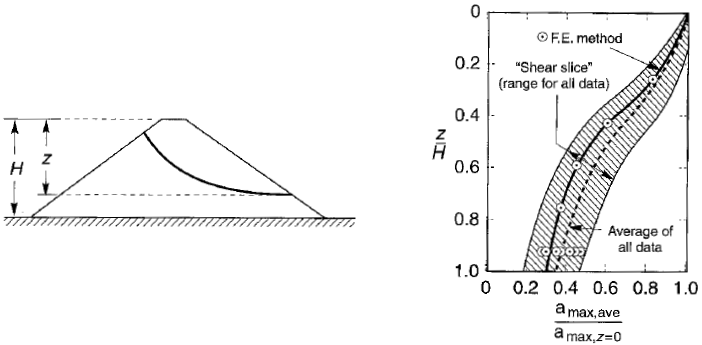 H
z
⊙ F.E. method
"Shear slice"
(range for all data)
Average of
all data
z
H
0
0.2
0.4
0.6
0.8
1.0
0 0.2 0.4 0.6 0.8 1.0
a max,ave
a max,z=0